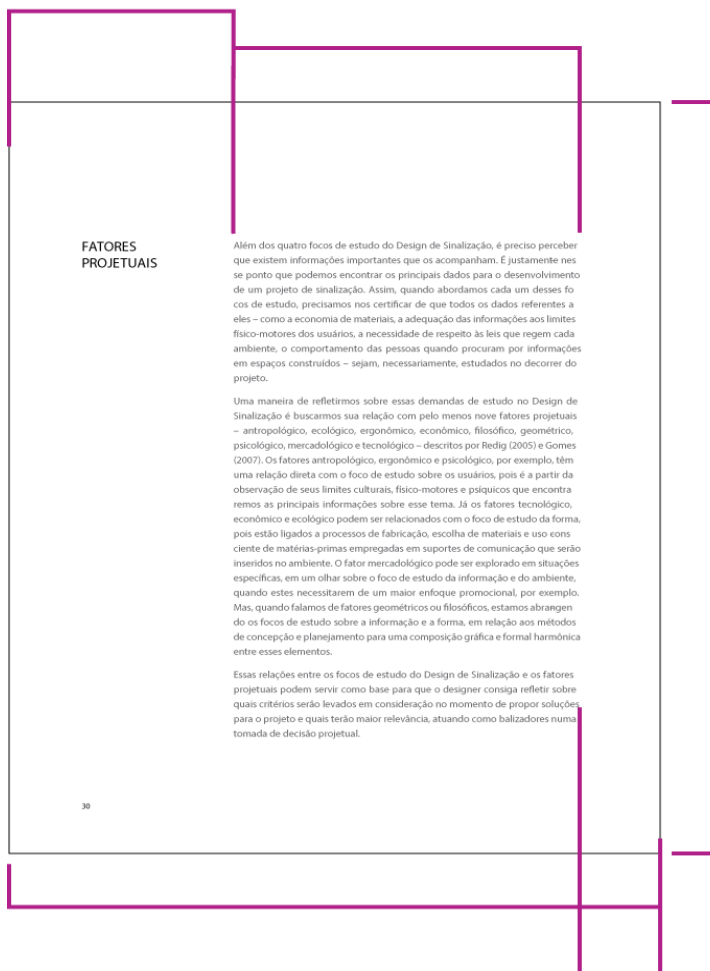 FATORES
PROJETUAIS
Além dos quatro focos de estudo do Design de Sinalização, é preciso perceber
que existem informações importantes que os acompanham. É justamente nes
se ponto que podemos encontrar os principais dados para o desenvolvimento
de um projeto de sinalização. Assim, quando abordamos cada um desses fo
cos de estudo, precisamos nos certificar de que todos os dados referentes a
eles – como a economia de materiais, a adequação das informações aos limites
físico-motores dos usuários, a necessidade de respeito às leis que regem cada
ambiente, o comportamento das pessoas quando procuram por informações
em espaços construídos – sejam, necessariamente, estudados no decorrer do
projeto.
Uma maneira de refletirmos sobre essas demandas de estudo no Design de
Sinalização é buscarmos sua relação com pelo menos nove fatores projetuais
– antropológico, ecológico, ergonômico, econômico, filosófico, geométrico,
psicológico, mercadológico e tecnológico – descritos por Redig (2005) e Gomes
(2007). Os fatores antropológico, ergonômico e psicológico, por exemplo, têm
uma relação direta com o foco de estudo sobre os usuários, pois é a partir da
observação de seus limites culturais, físico-motores e psíquicos que encontra
remos as principais informações sobre esse tema. Já os fatores tecnológico,
econômico e ecológico podem ser relacionados com o foco de estudo da forma,
pois estão ligados a processos de fabricação, escolha de materiais e uso cons
ciente de matérias-primas empregadas em suportes de comunicação que serão
inseridos no ambiente. O fator mercadológico pode ser explorado em situações
específicas, em um olhar sobre o foco de estudo da informação e do ambiente,
quando estes necessitarem de um maior enfoque promocional, por exemplo.
Mas, quando falamos de fatores geométricos ou filosóficos, estamos abrangen
do os focos de estudo sobre a informação e a forma, em relação aos métodos
de concepção e planejamento para uma composição gráfica e formal harmônica
entre esses elementos.
Essas relações entre os focos de estudo do Design de Sinalização e os fatores
projetuais podem servir como base para que o designer consiga refletir sobre
quais critérios serão levados em consideração no momento de propor soluções
para o projeto e quais terão maior relevância, atuando como balizadores numa
tomada de decisão projetual.
30